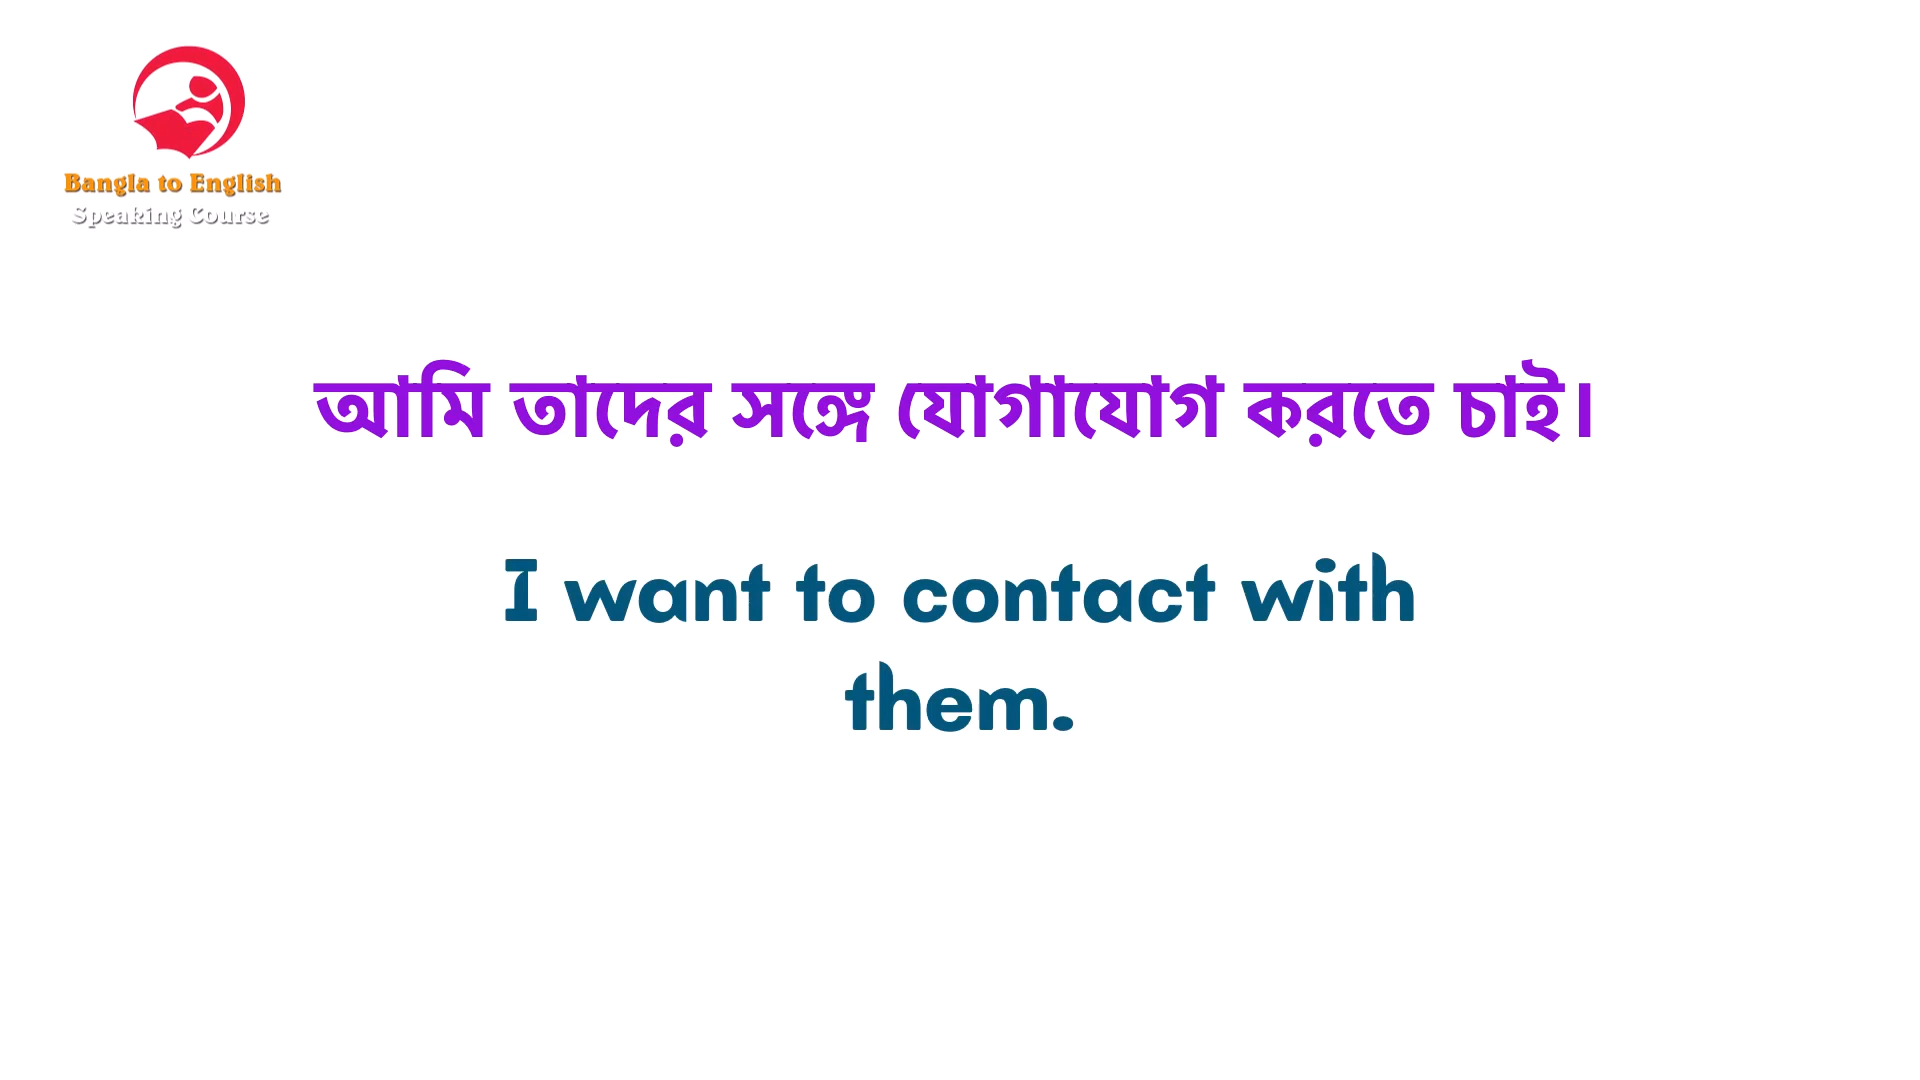 Bangla to English
Speaking Course
আমি তাদের সঙ্গে যোগাযোগ করতে চাই।
I want to contact with
them.